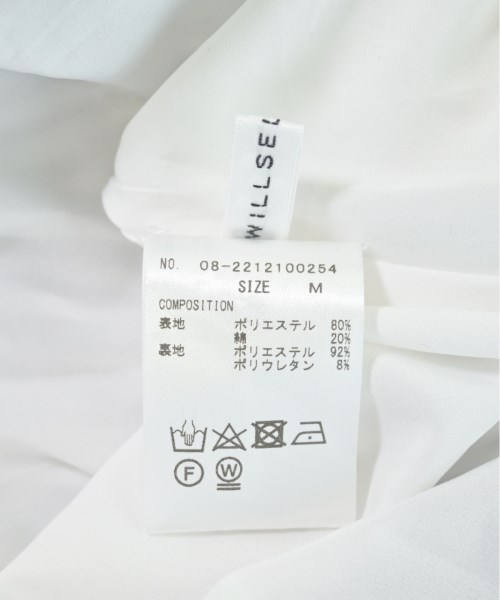 WILLSEL
NO. 08-2212100254
SIZE M
COMPOSITION
表地 ポリエステル 80%
綿 20%
裏地 ポリエステル 92%
ポリウレタン 8%
F W